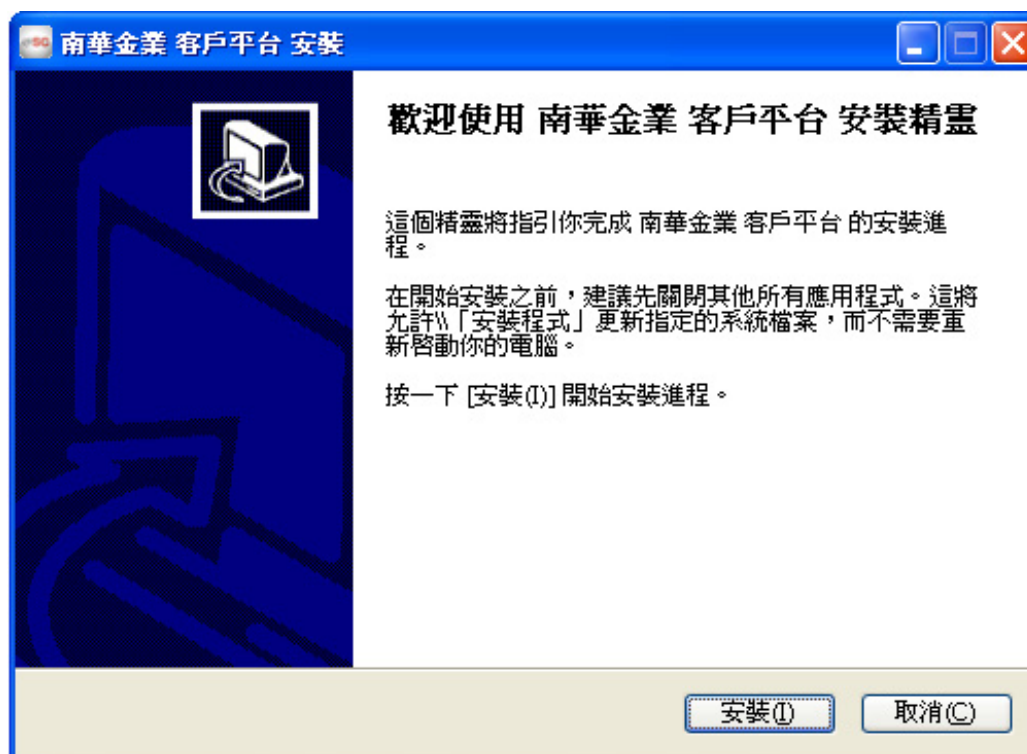 南華金業 客戶平台 安裝
歡迎使用 南華金業 客戶平台 安裝精靈
這個精靈將指引你完成 南華金業 客戶平台 的安裝進
程。
在開始安裝之前，建議先關閉其他所有應用程式。這將
允許\\「安裝程式」更新指定的系統檔案，而不需要重
新啓動你的電腦。
按一下 [安裝(I)] 開始安裝進程。
安裝(I)
取消(C)